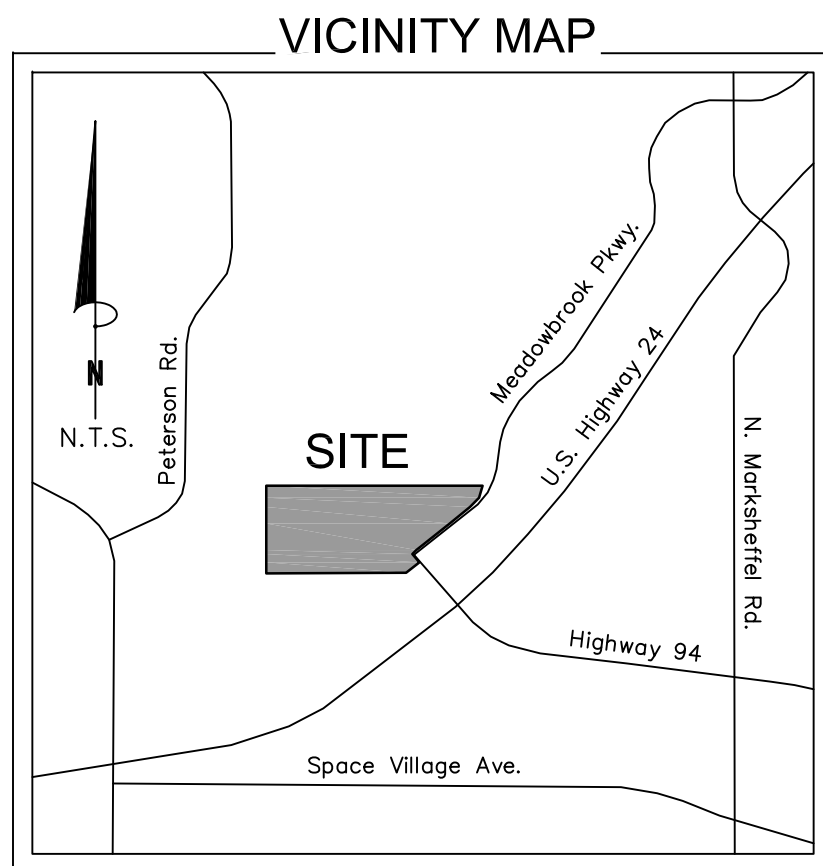 VICINITY MAP
Meadowbrook Pkwy.
U.S. Highway 24
Peterson Rd.
N
N.T.S.
SITE
N. Marksheffel Rd.
Highway 94
Space Village Ave.